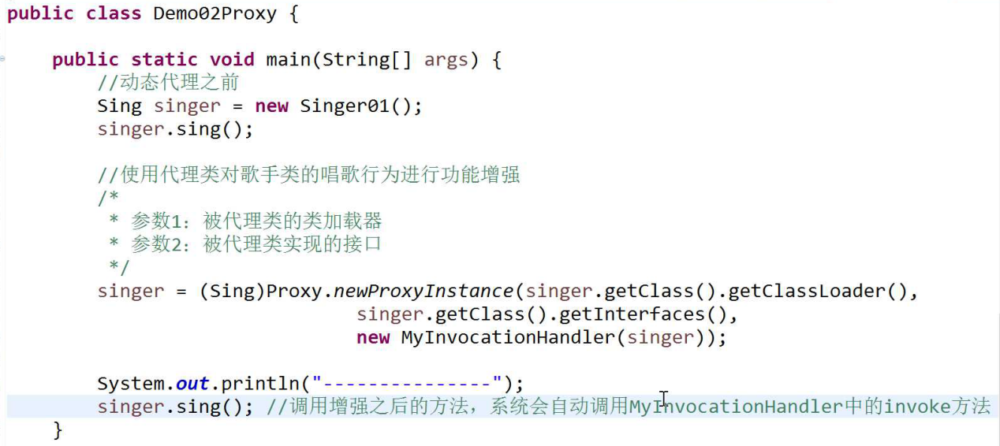 public class Demo02Proxy {
public static void main(String[] args) {
//动态代理之前
Sing singer = new Singer01();
singer.sing();
//使用代理类对歌手类的唱歌行为进行功能增强
/*
* 参数1：被代理类的类加载器
* 参数2：被代理类实现的接口
*/
singer = (Sing)Proxy.newProxyInstance(singer.getClass().getClassLoader(),
singer.getClass().getInterfaces(),
new MyInvocationHandler(singer));
System.out.println("---------------");
singer.sing(); //调用增强之后的方法，系统会自动调用MyInvocationHandler中的invoke方法
}